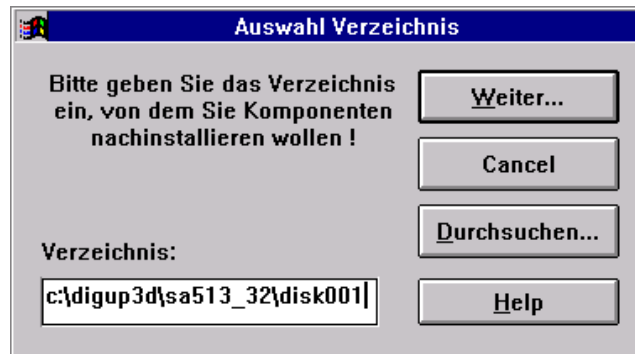 Auswahl Verzeichnis
Bitte geben Sie das Verzeichnis
ein, von dem Sie Komponenten
nachinstallieren wollen !
Weiter...
Cancel
Durchsuchen...
Verzeichnis:
c:\digup3d\sa513_32\disk001
Help